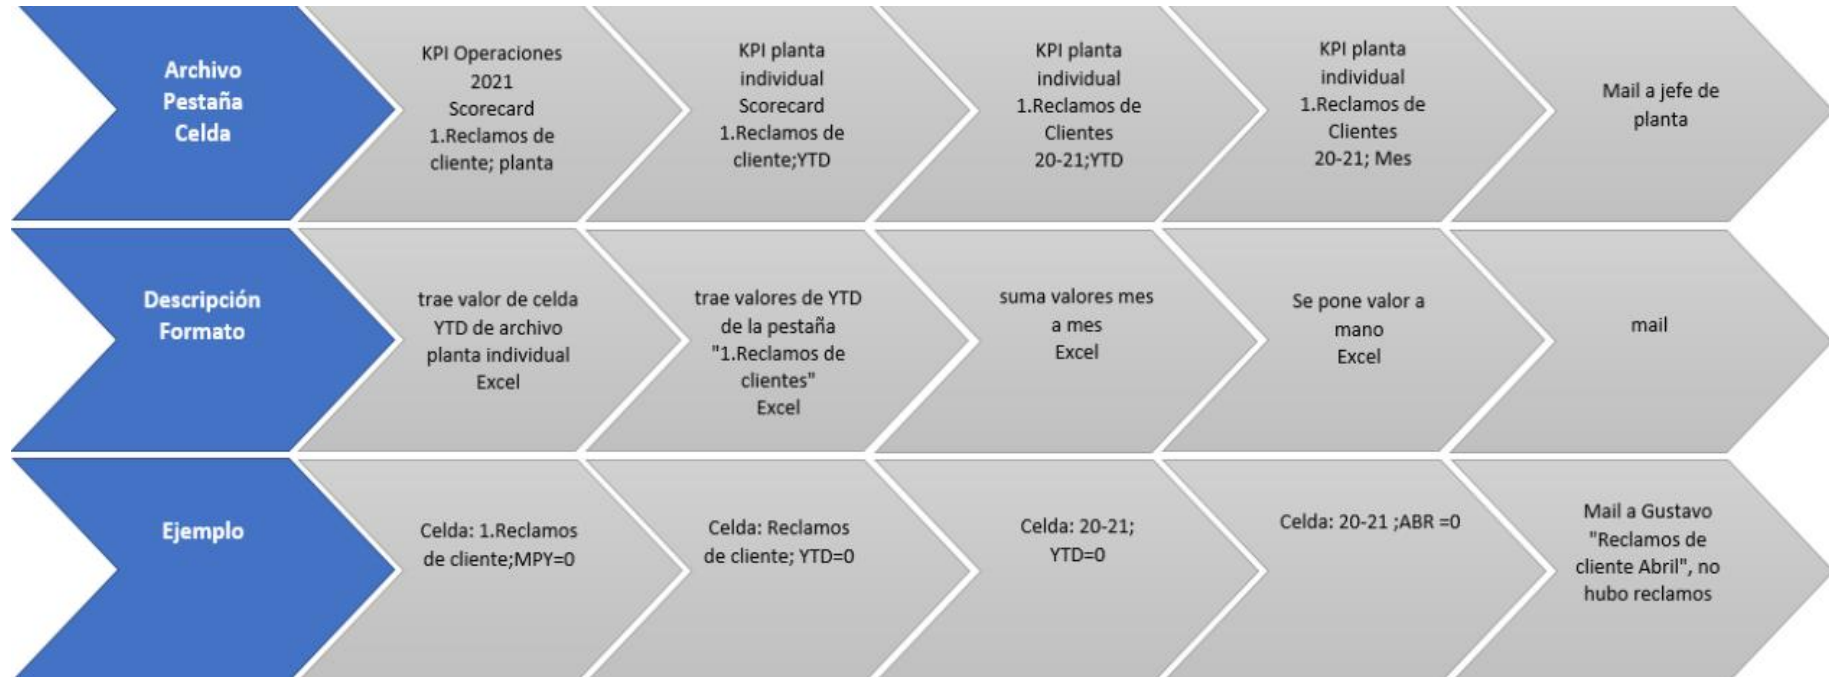 Archivo
Pestaña
Celda
KPI Operaciones
2021
Scorecard
1.Reclamos de
cliente; planta
KPI planta
individual
Scorecard
1.Reclamos de
cliente;YTD
KPI planta
individual
1.Reclamos de
Clientes
20-21;YTD
KPI planta
individual
1.Reclamos de
Clientes
20-21; Mes
Mail a jefe de
planta
Descripción
Formato
trae valor de celda
YTD de archivo
planta individual
Excel
trae valores de YTD
de la pestaña
"1.Reclamos de
clientes"
Excel
suma valores mes
a mes
Excel
Se pone valor a
mano
Excel
mail
Ejemplo
Celda: 1.Reclamos
de cliente;MPY=0
Celda: Reclamos
de cliente; YTD=0
Celda: 20-21;
YTD=0
Celda: 20-21 ;ABR =0
Mail a Gustavo
"Reclamos de
cliente Abril", no
hubo reclamos